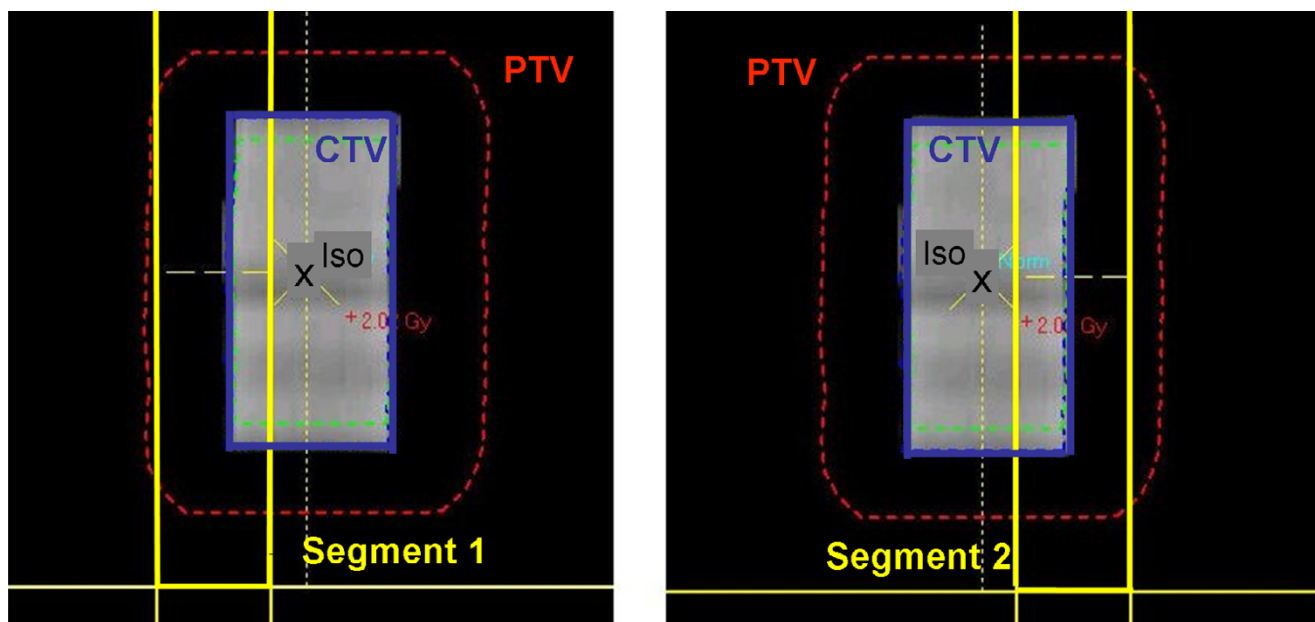 PTV
CTV
Iso
x
+ 2.0 Gy
Segment 1
PTV
CTV
Iso
x
Norm
+ 2.0 Gy
Segment 2